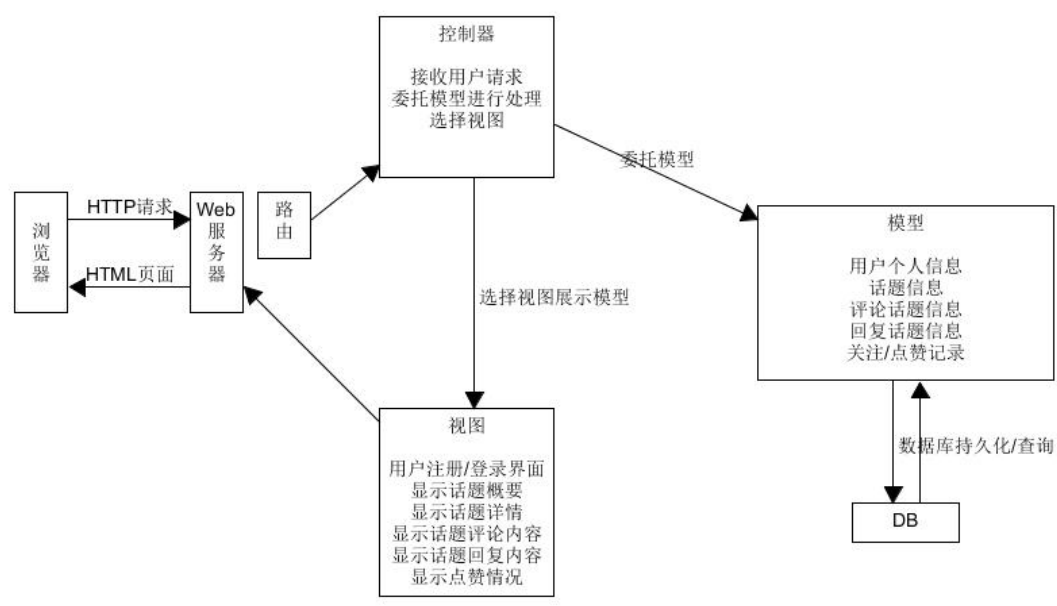 控制器
接收用户请求
委托模型进行处理
选择视图
委托模型
HTTP请求
浏
览
器
HTML页面
Web
服
务
器
路
由
模型
用户个人信息
话题信息
评论话题信息
回复话题信息
关注/点赞记录
选择视图展示模型
视图
用户注册/登录界面
显示话题概要
显示话题详情
显示话题评论内容
显示话题回复内容
显示点赞情况
数据库持久化/查询
DB